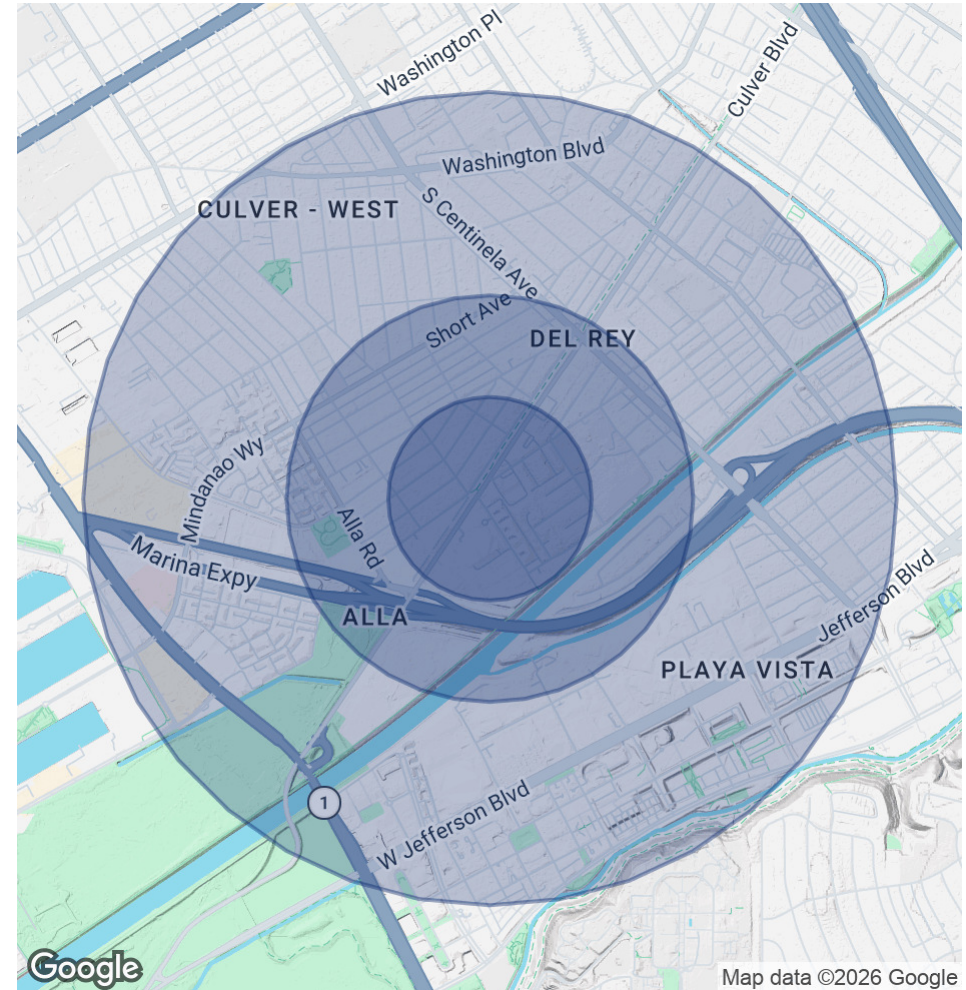 Washington Pl
Culver Blvd
Washington Blvd
CULVER - WEST
S Centinela Ave
Short Ave
DEL REY
Mindanao Wy
Alla Rd
Marina Expy
ALLA
Jefferson Blvd
PLAYA VISTA
1
W Jefferson Blvd
Google
Map data ©2026 Google